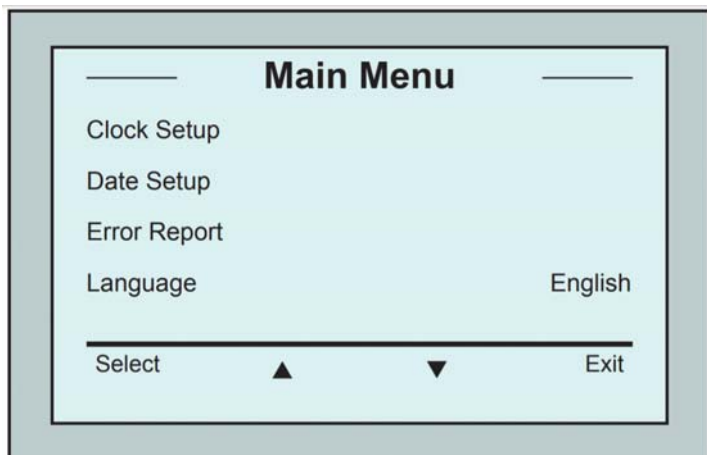 Main Menu
Clock Setup
Date Setup
Error Report
Language English
Select ▲ ▼ Exit